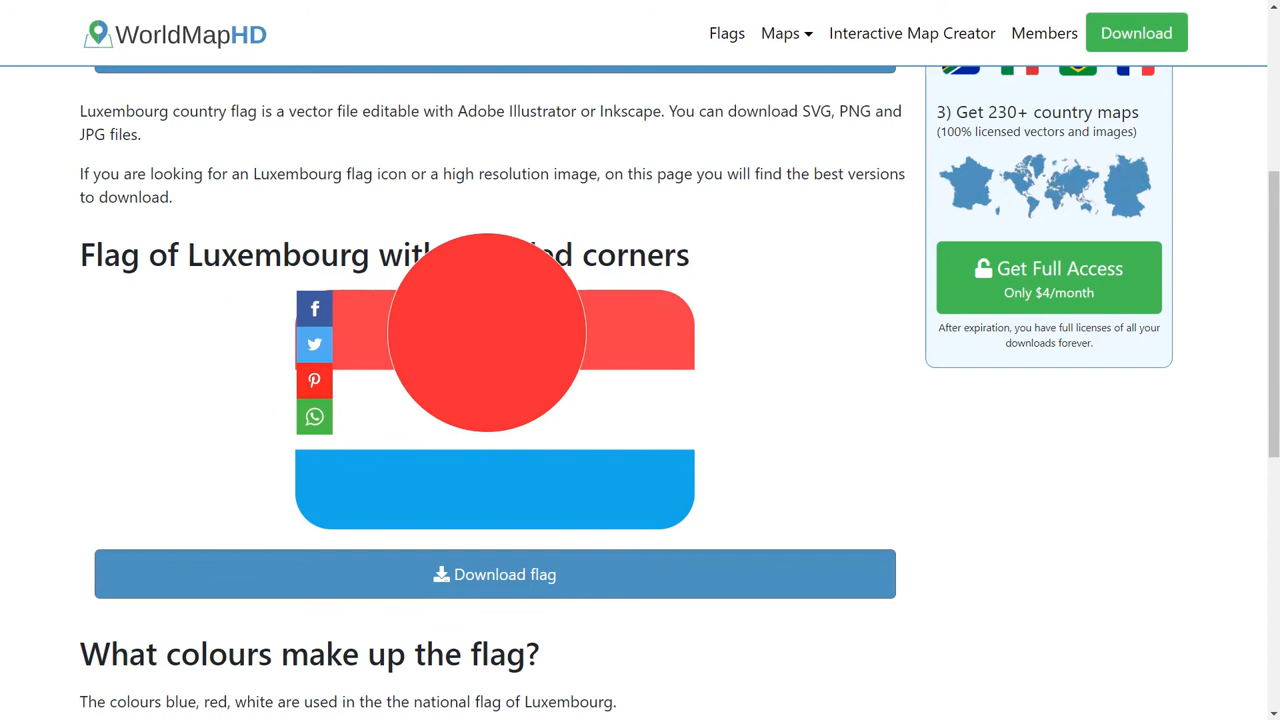 WorldMapHD
Flags Maps Interactive Map Creator Members Download
Luxembourg country flag is a vector file editable with Adobe Illustrator or Inkscape. You can download SVG, PNG and
JPG files.
If you are looking for an Luxembourg flag icon or a high resolution image, on this page you will find the best versions
to download.
Flag of Luxembourg corners
Download flag
What colours make up the flag?
The colours blue, red, white are used in the the national flag of Luxembourg.
3) Get 230+ country maps
(100% licensed vectors and images)
Get Full Access
Only $4/month
After expiration, you have full licenses of all your
downloads forever.